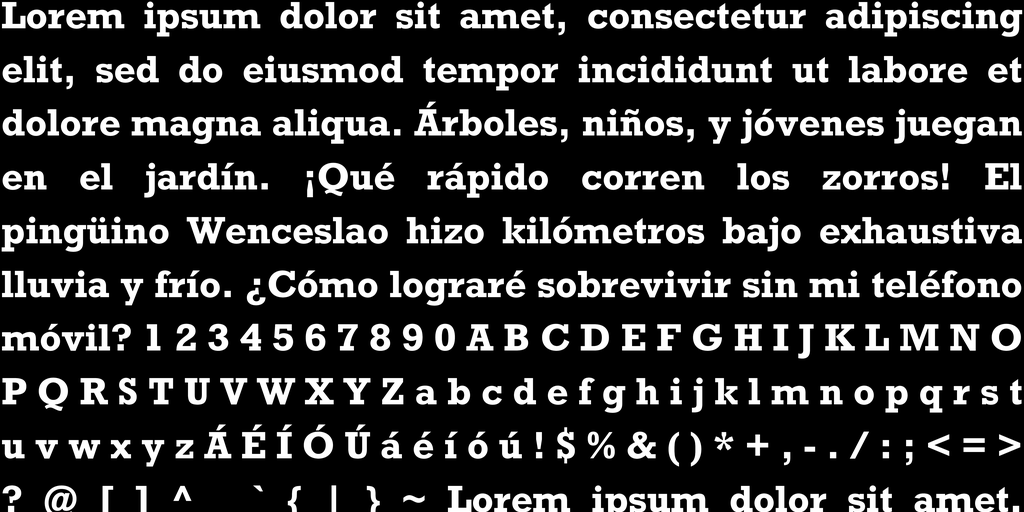 Lorem ipsum dolor sit amet, consectetur adipiscing
elit, sed do eiusmod tempor incididunt ut labore et
dolore magna aliqua. Árboles, niños, y jóvenes juegan
en el jardín. ¡Qué rápido corren los zorros! El
pingüino Wenceslao hizo kilómetros bajo exhaustiva
lluvia y frío. ¿Cómo lograré sobrevivir sin mi teléfono
móvil? 1 2 3 4 5 6 7 8 9 0 A B C D E F G H I J K L M N O
P Q R S T U V W X Y Z a b c d e f g h i j k l m n o p q r s t
u v w x y z Á É Í Ó Ú á é í ó ú ! $ % & ( ) * + , - . / : ; < = >
? @ [ ] ^ ` { | } ~ Lorem ipsum dolor sit amet,